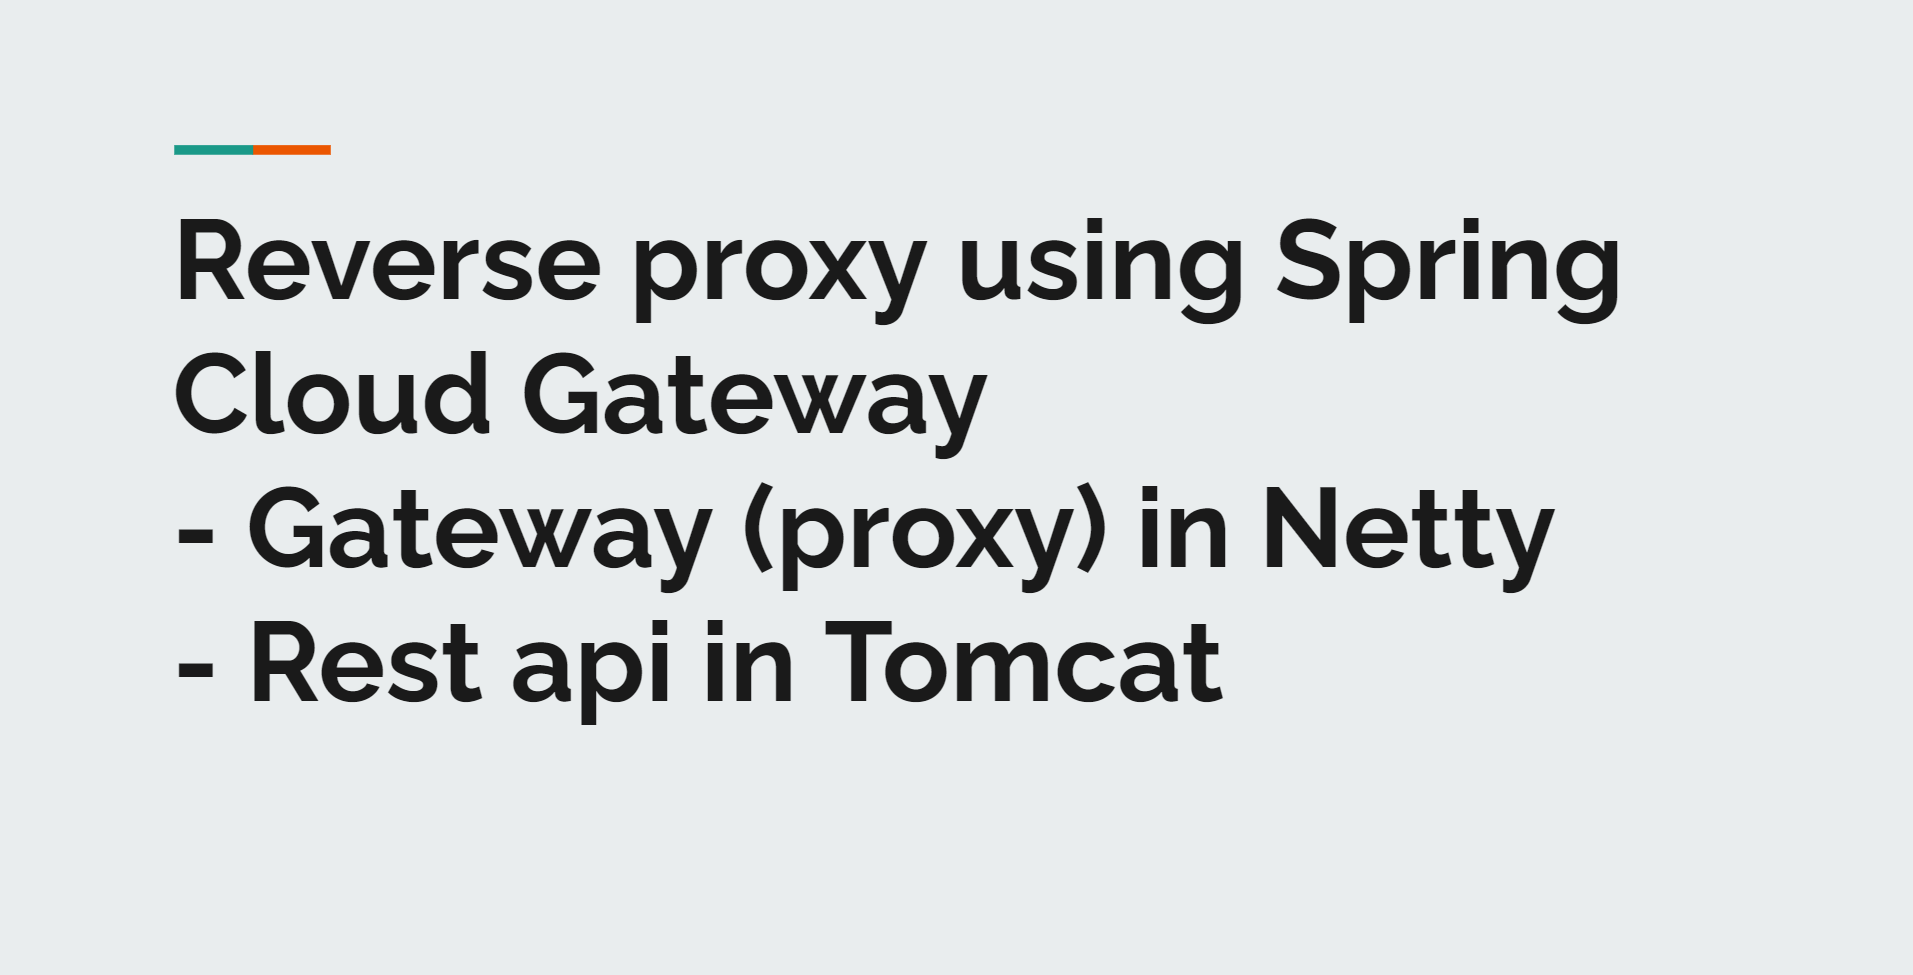 Reverse proxy using Spring
Cloud Gateway
- Gateway (proxy) in Netty
- Rest api in Tomcat